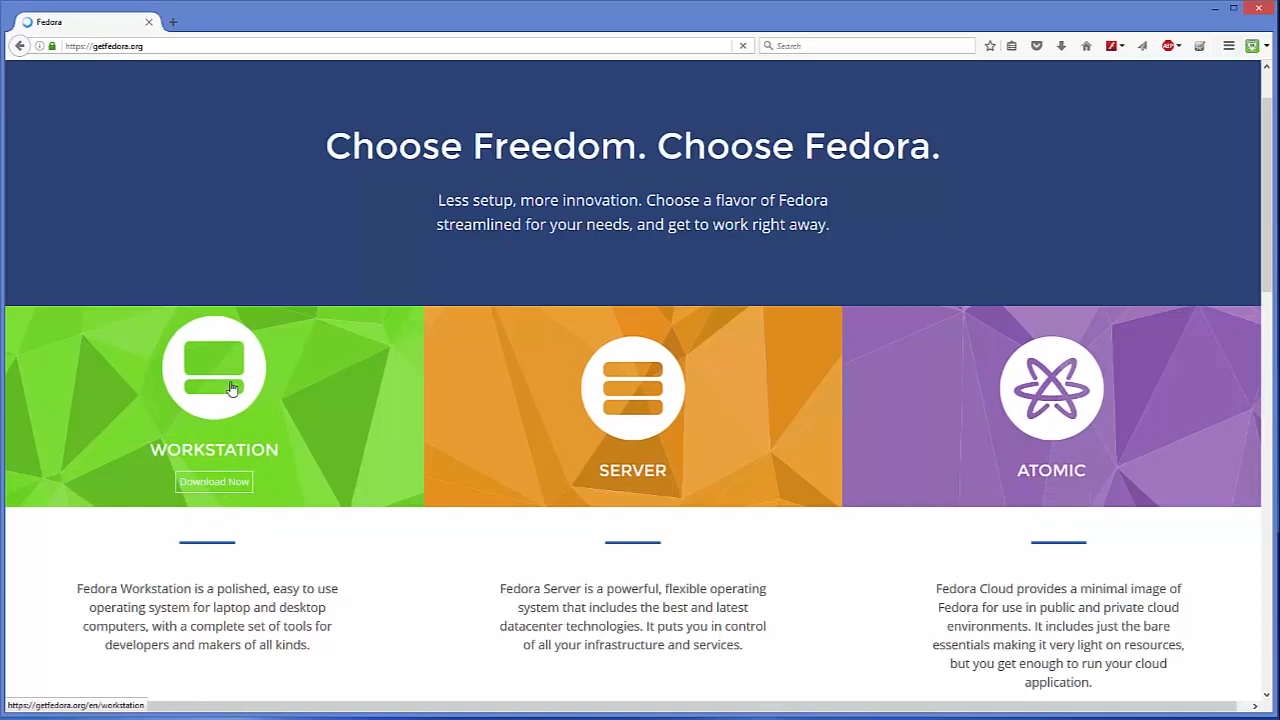 Fedora
https://getfedora.org
Search
ABP
Choose Freedom. Choose Fedora.
Less setup, more innovation. Choose a flavor of Fedora
streamlined for your needs, and get to work right away.
WORKSTATION
Download Now
SERVER
ATOMIC
Fedora Workstation is a polished, easy to use
operating system for laptop and desktop
computers, with a complete set of tools for
developers and makers of all kinds.
Fedora Server is a powerful, flexible operating
system that includes the best and latest
datacenter technologies. It puts you in control
of all your infrastructure and services.
Fedora Cloud provides a minimal image of
Fedora for use in public and private cloud
environments. It includes just the bare
essentials making it very light on resources,
but you get enough to run your cloud
application.
https://getfedora.org/en/workstation